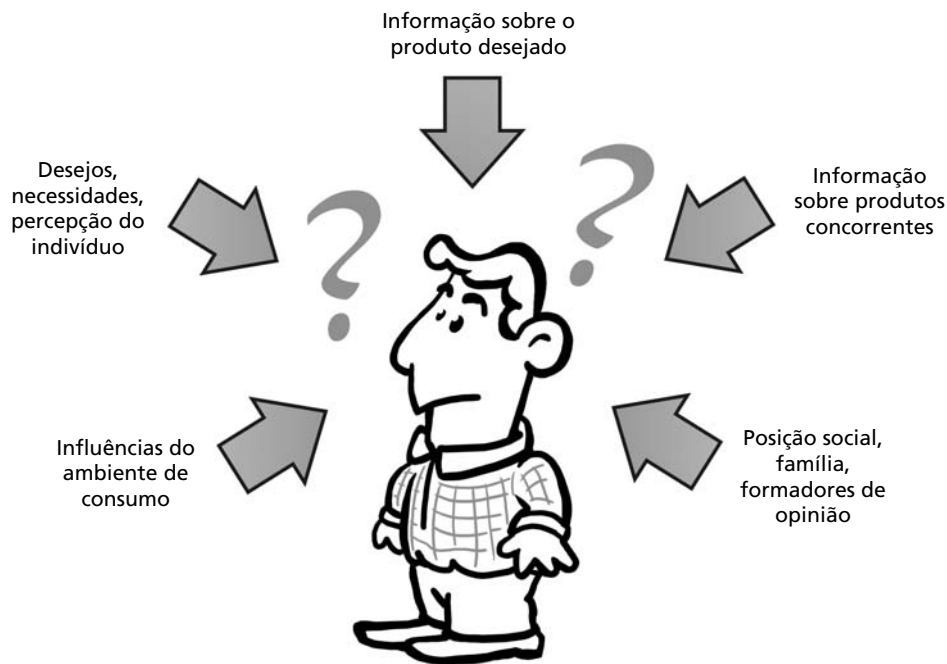 Informação sobre o
produto desejado
Desejos,
necessidades,
percepção do
indivíduo
Informação
sobre produtos
concorrentes
Influências do
ambiente de
consumo
Posição social,
família,
formadores de
opinião
? ?